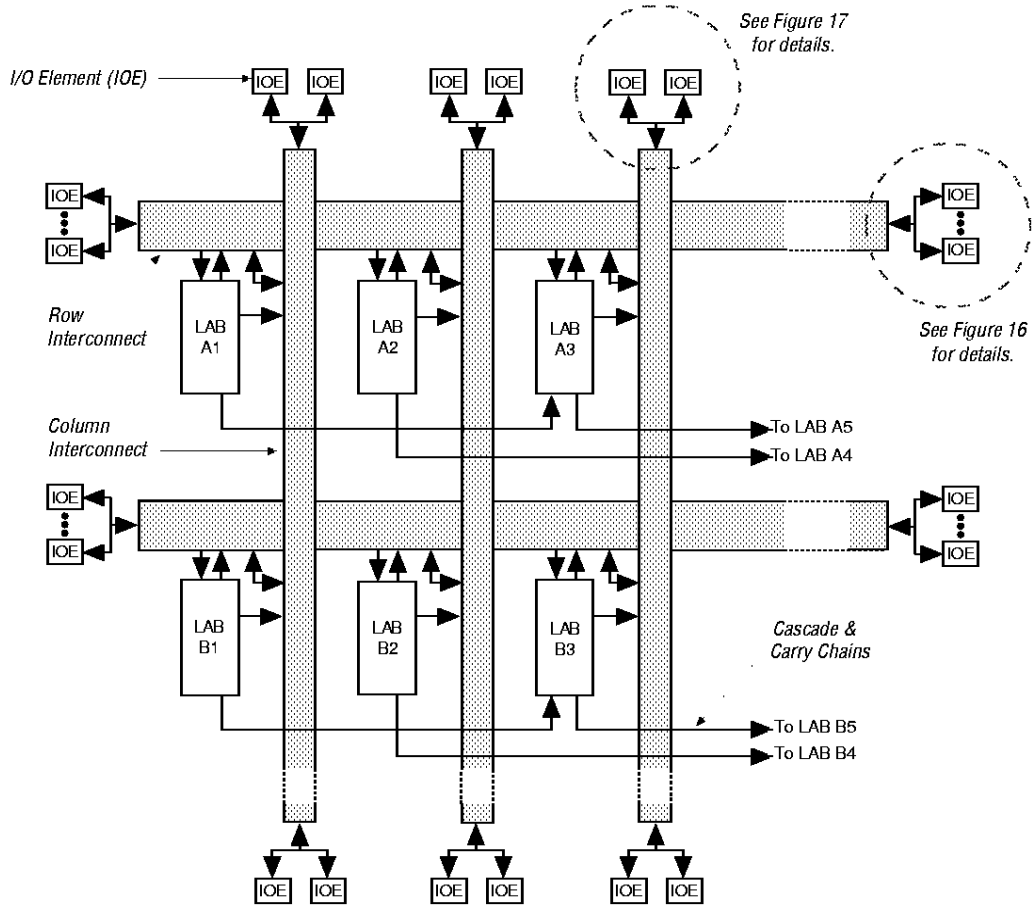 See Figure 17
for details.
I/O Element (IOE)
IOE IOE IOE IOE IOE IOE
IOE IOE
IOE IOE
Row
Interconnect
LAB
A1
LAB
A2
LAB
A3
See Figure 16
for details.
Column
Interconnect
To LAB A5
To LAB A4
IOE IOE
IOE IOE
LAB
B1
LAB
B2
LAB
B3
Cascade &
Carry Chains
To LAB B5
To LAB B4
IOE IOE IOE IOE IOE IOE